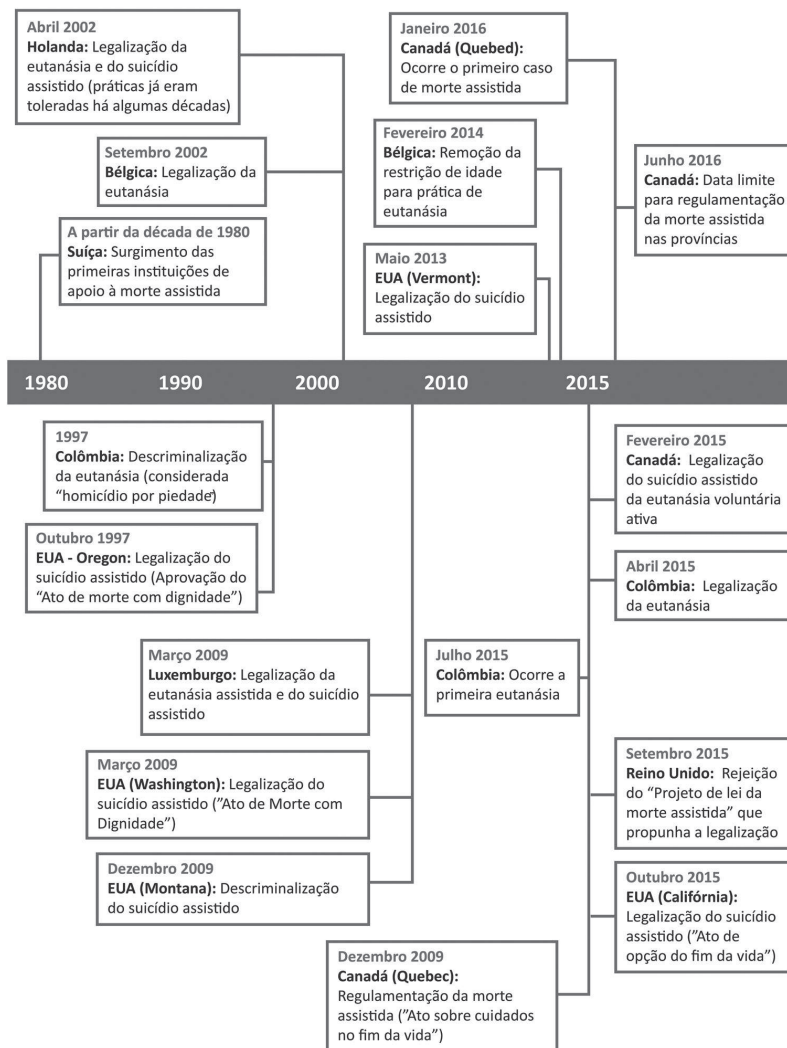 Abril 2002
Holanda: Legalização da
eutanásia e do suicídio
assistido (práticas já eram
toleradas há algumas décadas)
Setembro 2002
Bélgica: Legalização da
eutanásia
A partir da década de 1980
Suíça: Surgimento das
primeiras instituições de
apoio à morte assistida
Janeiro 2016
Canadá (Quebed):
Ocorre o primeiro caso
de morte assistida
Fevereiro 2014
Bélgica: Remoção da
restrição de idade
para prática de
eutanásia
Maio 2013
EUA (Vermont):
Legalização do suicídio
assistido
Junho 2016
Canadá: Data limite
para regulamentação
da morte assistida
nas províncias
1980 1990 2000 2010 2015
1997
Colômbia: Descriminalização
da eutanásia (considerada
“homicídio por piedade”)
Outubro 1997
EUA - Oregon: Legalização do
suicídio assistido (Aprovação do
“Ato de morte com dignidade”)
Março 2009
Luxemburgo: Legalização da
eutanásia assistida e do suicídio
assistido
Março 2009
EUA (Washington): Legalização do
suicídio assistido (”Ato de Morte com
Dignidade”)
Dezembro 2009
EUA (Montana): Descriminalização
do suicídio assistido
Dezembro 2009
Canadá (Quebec):
Regulamentação da morte
assistida (”Ato sobre cuidados
no fim da vida”)
Julho 2015
Colômbia: Ocorre a
primeira eutanásia
Fevereiro 2015
Canadá: Legalização
do suicídio assistido
da eutanásia voluntária
ativa
Abril 2015
Colômbia: Legalização
da eutanásia
Setembro 2015
Reino Unido: Rejeição
do “Projeto de lei da
morte assistida” que
propunha a legalização
Outubro 2015
EUA (Califórnia):
Legalização do suicídio
assistido (”Ato de
opção do fim da vida”)